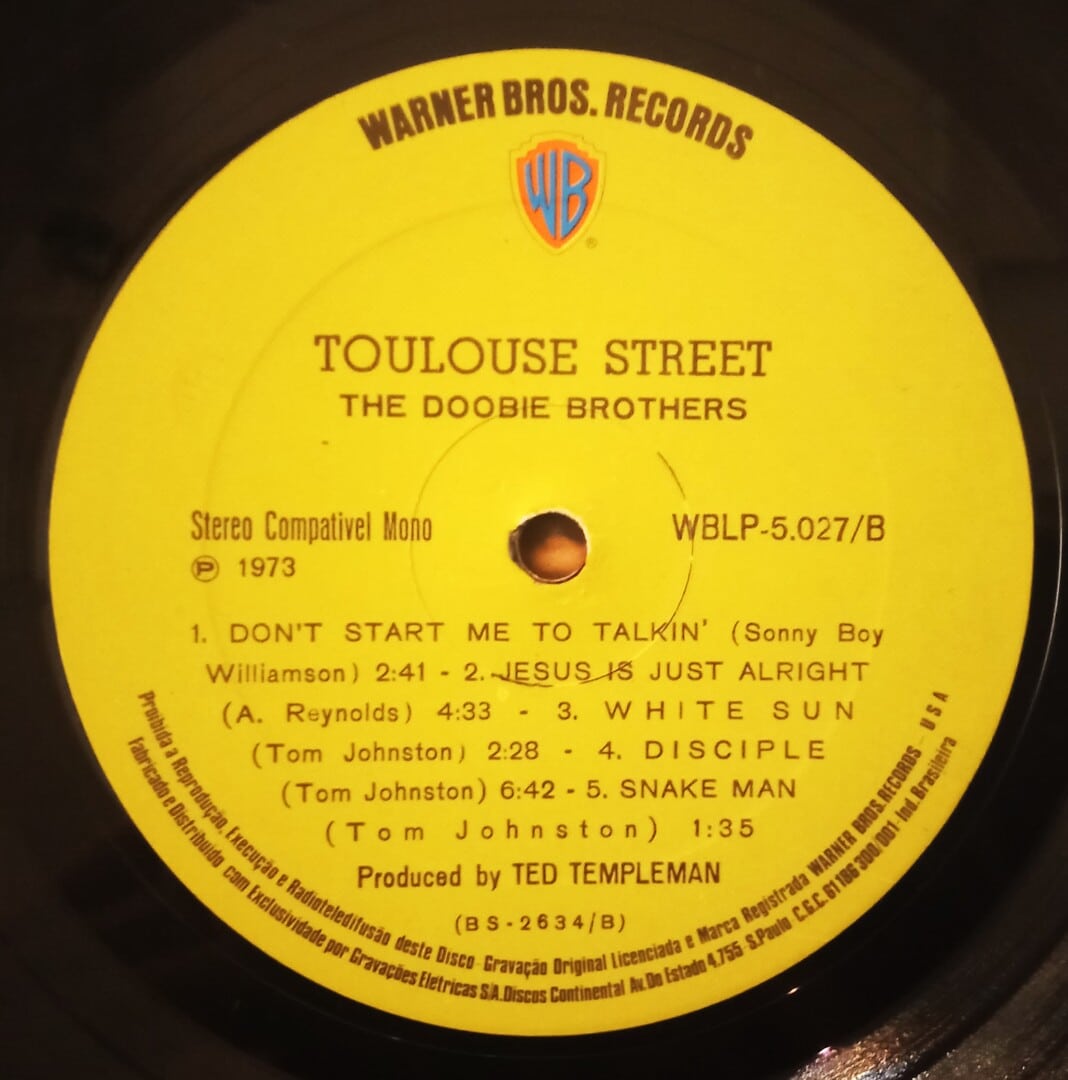 WARNER BROS. RECORDS
WB
®
TOULOUSE STREET
THE DOOBIE BROTHERS
Stereo Compativel Mono
WBLP-5.027/B
℗ 1973
1. DON'T START ME TO TALKIN' (Sonny Boy
Williamson) 2:41 - 2. JESUS IS JUST ALRIGHT
(A. Reynolds) 4:33 - 3. WHITE SUN
(Tom Johnston) 2:28 - 4. DISCIPLE
(Tom Johnston) 6:42 - 5. SNAKE MAN
(Tom Johnston) 1:35
Produced by TED TEMPLEMAN
(BS-2634/B)
Proibida a Reprodução, Execução e Radioteledifusão deste Disco - Gravação Original Licenciada e Marca Registrada WARNER BROS.RECORDS - USA
Fabricado e Distribuido com Exclusividade por Gravações Eletricas S/A.Discos Continental Av. Do Estado 4.755 - S.Paulo C.G.C. 61186300/001-Ind. Brasileira